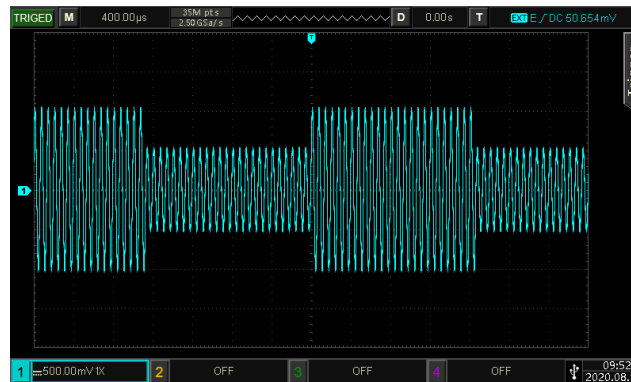 TRIGED M 400.00μs 35M pts D 0.00s T EXT E DC 50.654mV
2.50GSa/s
T
1
1 500.00mV 1X 2 OFF 3 OFF 4 OFF 09:52
2020.08.